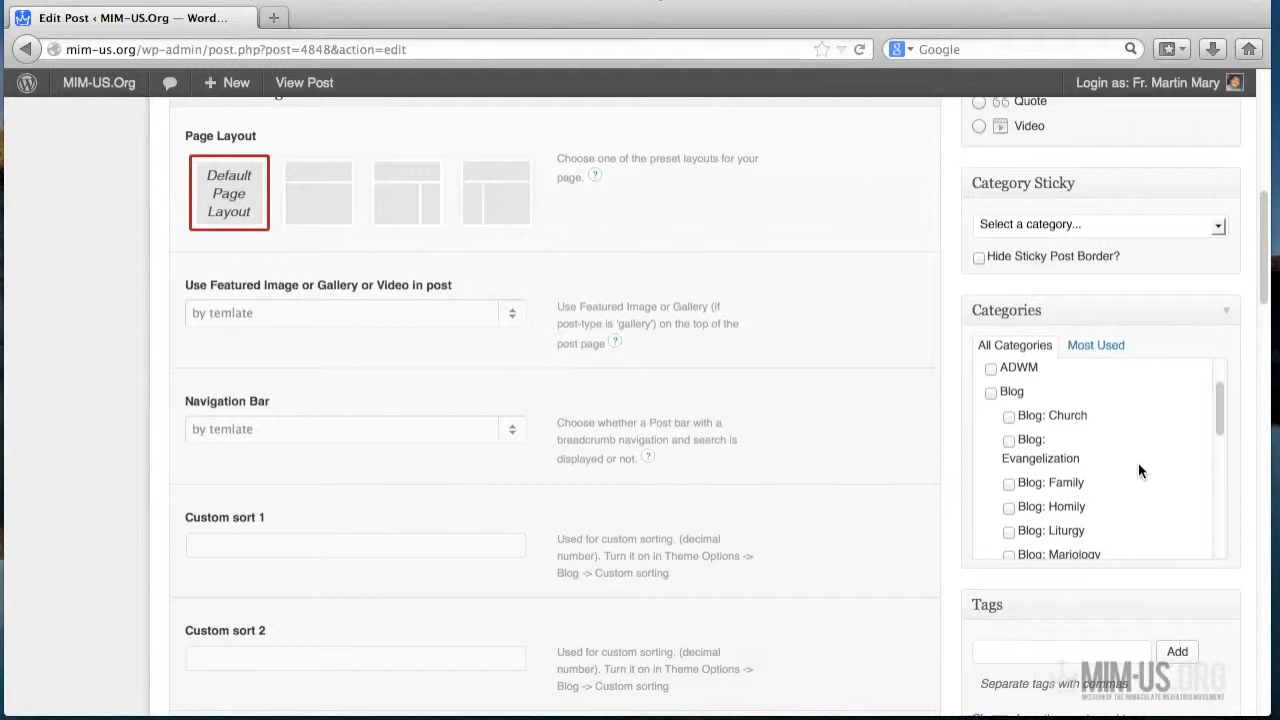 Edit Post ‹ MIM-US.Org — Wor...
mim-us.org/wp-admin/post.php?post=4848&action=edit
Google
MIM-US.Org
New
View Post
Login as: Fr. Martin Mary
Page Layout
Default
Page
Layout
Choose one of the preset layouts for your
page. ?
Use Featured Image or Gallery or Video in post
by temlate
Use Featured Image or Gallery (if
post-type is 'gallery') on the top of the
post page ?
Navigation Bar
by temlate
Choose whether a Post bar with a
breadcrumb navigation and search is
displayed or not. ?
Custom sort 1
Used for custom sorting. (decimal
number). Turn it on in Theme Options ->
Blog -> Custom sorting
Custom sort 2
Used for custom sorting. (decimal
number). Turn it on in Theme Options ->
Blog -> Custom sorting
Quote
Video
Category Sticky
Select a category...
Hide Sticky Post Border?
Categories
All Categories
Most Used
ADWM
Blog
Blog: Church
Blog:
Evangelization
Blog: Family
Blog: Homily
Blog: Liturgy
Blog: Mariology
Tags
Add
Separate tags with commas
MIM-US.ORG
MISSION OF THE IMMACULATE MEDIATRIX MOVEMENT